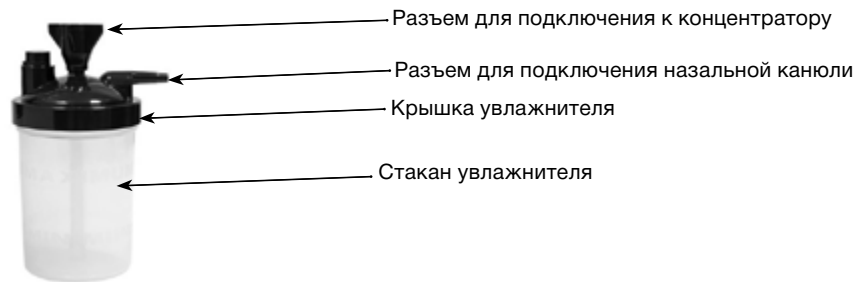 Разъем для подключения к концентратору
Разъем для подключения назальной канюли
Крышка увлажнителя
Стакан увлажнителя